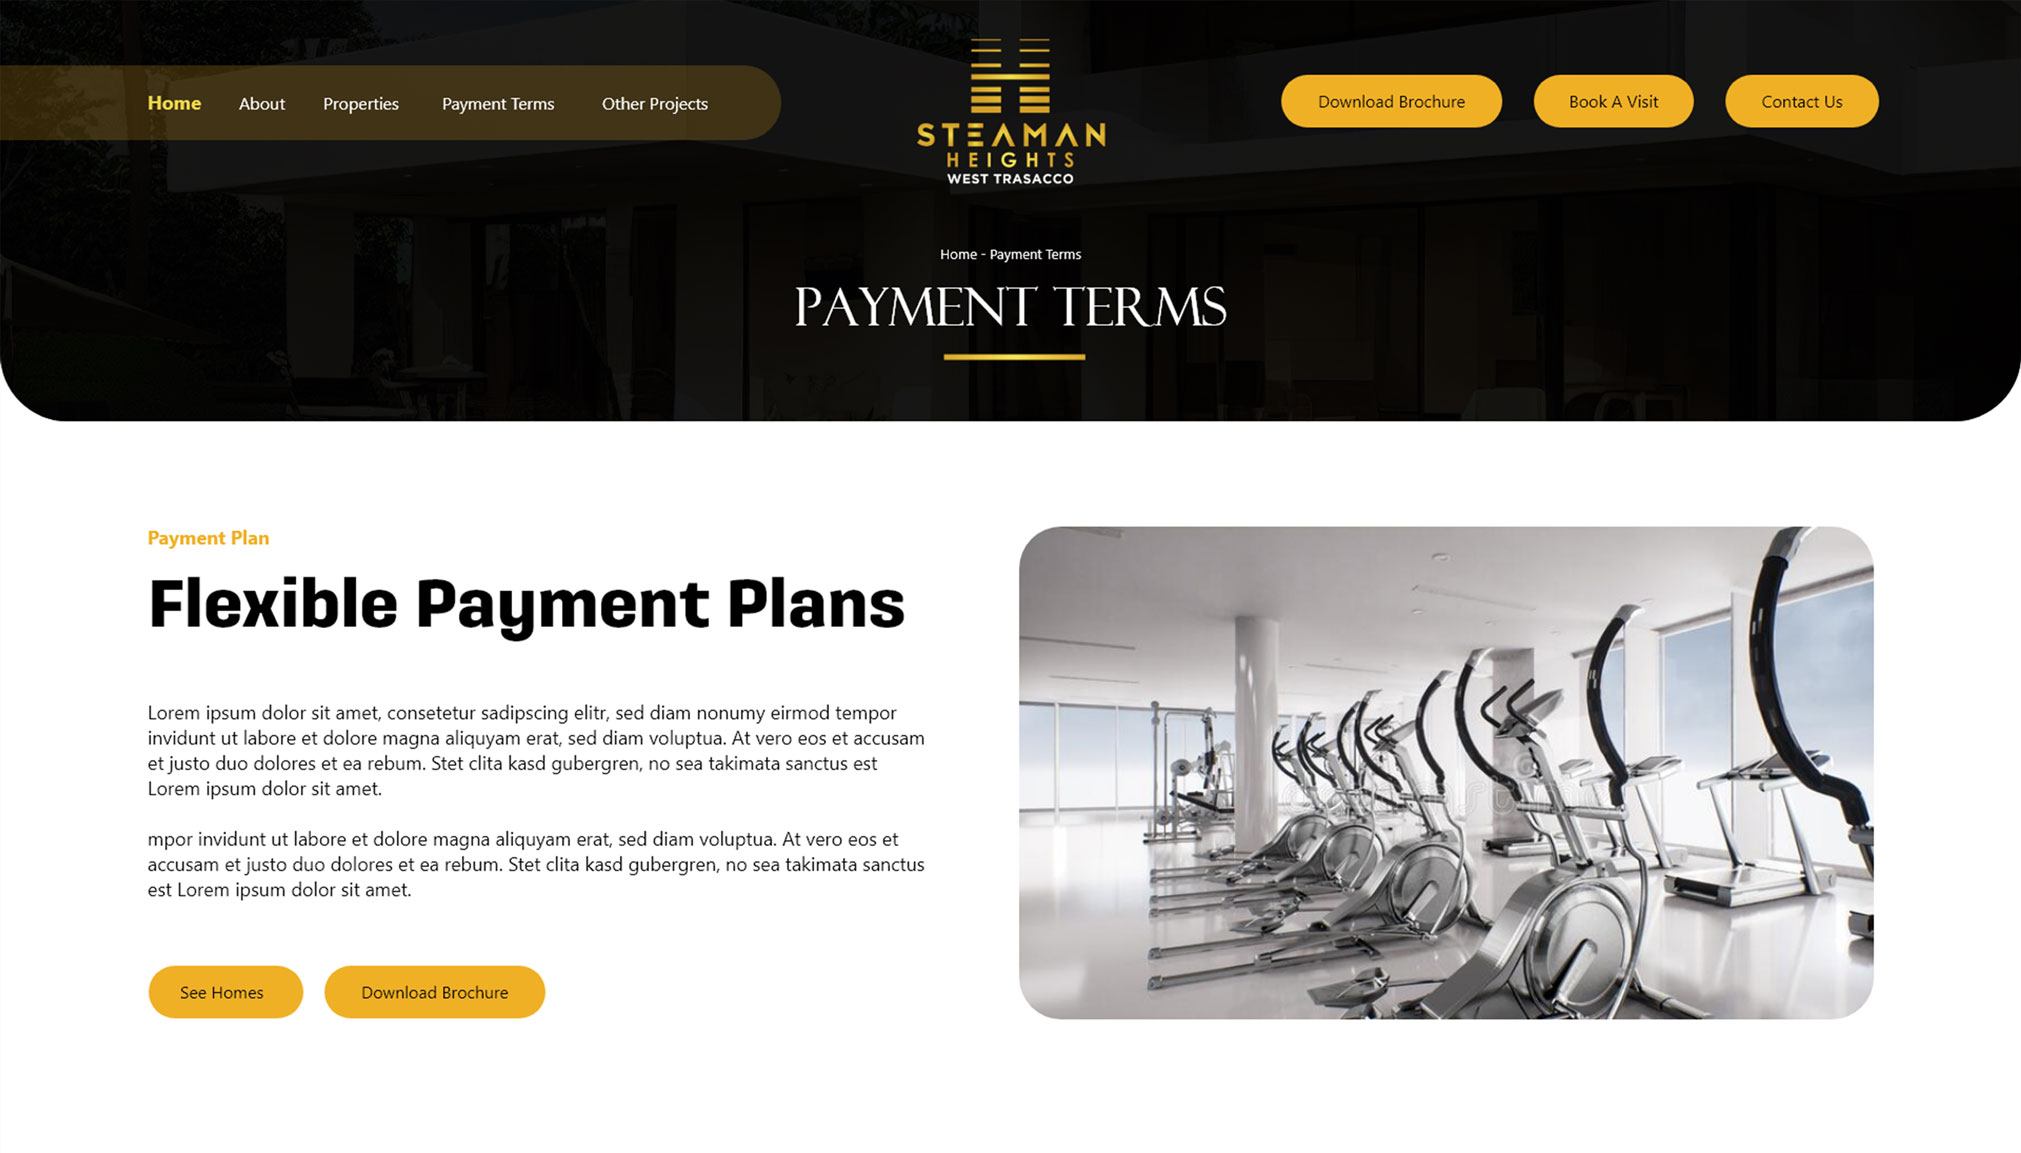 Home About Properties Payment Terms Other Projects
STEAMAN
HEIGHTS
WEST TRASACCO
Download Brochure Book A Visit Contact Us
Home - Payment Terms
PAYMENT TERMS
Payment Plan
Flexible Payment Plans
Lorem ipsum dolor sit amet, consetetur sadipscing elitr, sed diam nonumy eirmod tempor
invidunt ut labore et dolore magna aliquyam erat, sed diam voluptua. At vero eos et accusam
et justo duo dolores et ea rebum. Stet clita kasd gubergren, no sea takimata sanctus est
Lorem ipsum dolor sit amet.
mpor invidunt ut labore et dolore magna aliquyam erat, sed diam voluptua. At vero eos et
accusam et justo duo dolores et ea rebum. Stet clita kasd gubergren, no sea takimata sanctus
est Lorem ipsum dolor sit amet.
See Homes Download Brochure